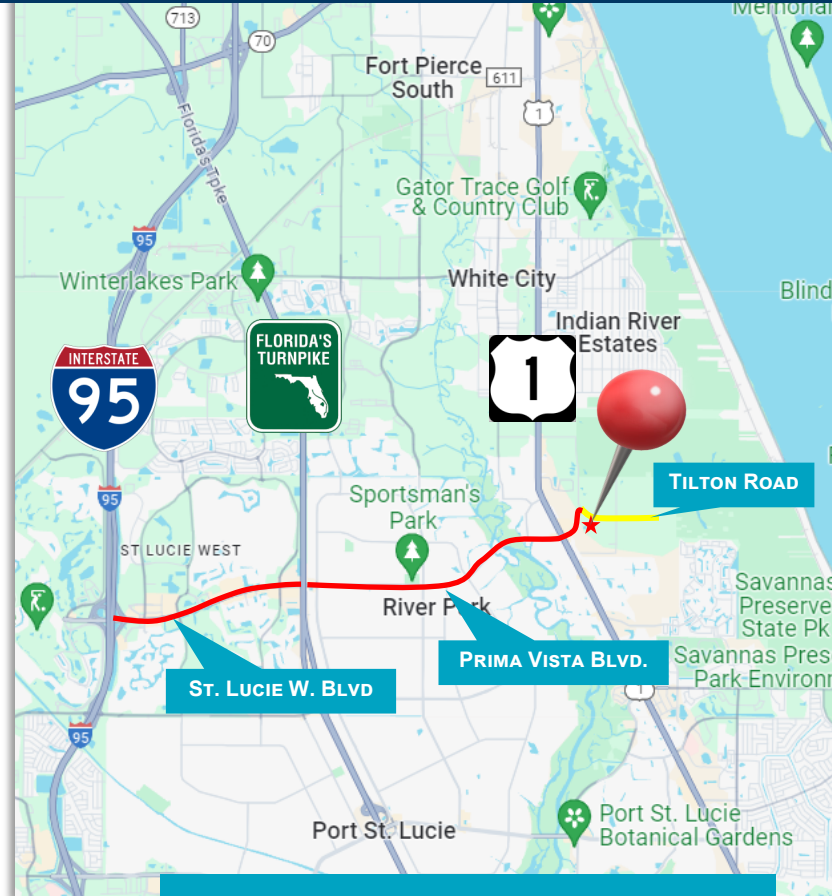 Memorial
713
70
Fort Pierce
South
611
1
Florida's Tpke
Gator Trace Golf
& Country Club
95
Winterlakes Park
White City
Blind
Indian River
Estates
INTERSTATE
95
FLORIDA'S
TURNPIKE
1
TILTON ROAD
95
Sportsman's
Park
ST LUCIE WEST
River Park
Savannas
Preserve
State Pk
PRIMA VISTA BLVD.
Savannas Pres
Park Environ
ST. LUCIE W. BLVD
1
95
Port St. Lucie
Port St. Lucie
Botanical Gardens